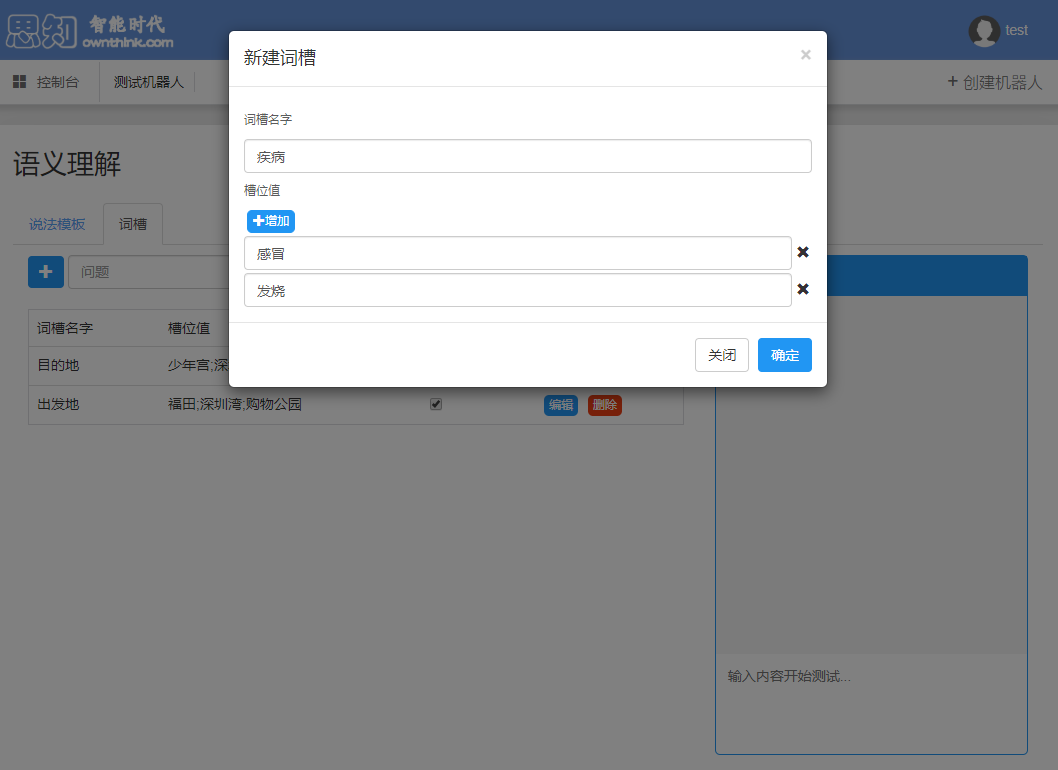 思知 智能时代
ownthink.com
test
控制台 测试机器人
+ 创建机器人
新建词槽 ×
词槽名字
疾病
槽位值
增加
感冒
发烧
关闭 确定
语义理解
说法模板 词槽
问题
词槽名字 槽位值
目的地 少年宫;深
出发地 福田;深圳湾;购物公园 编辑 删除
输入内容开始测试...